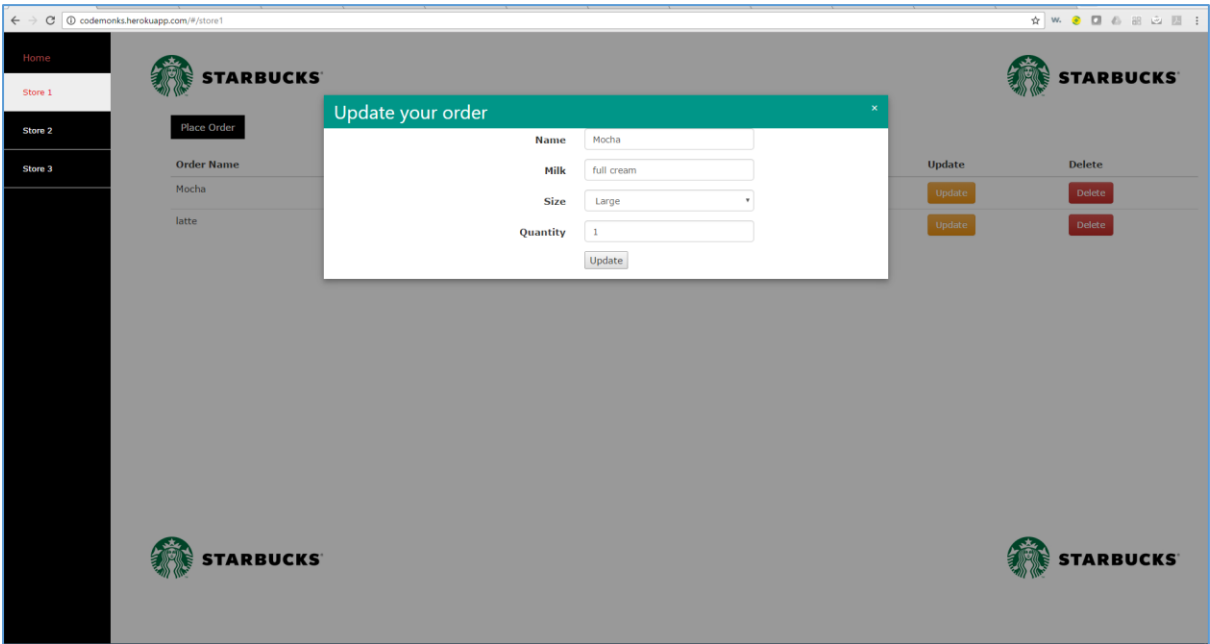 codemonks.herokuapp.com/#/store1
W.
Home
Store 1
Store 2
Store 3
STARBUCKS
STARBUCKS
Place Order
Update your order ×
Name Mocha
Milk full cream
Size Large
Quantity 1
Update
Order Name Update Delete
Mocha Update Delete
latte Update Delete
STARBUCKS
STARBUCKS